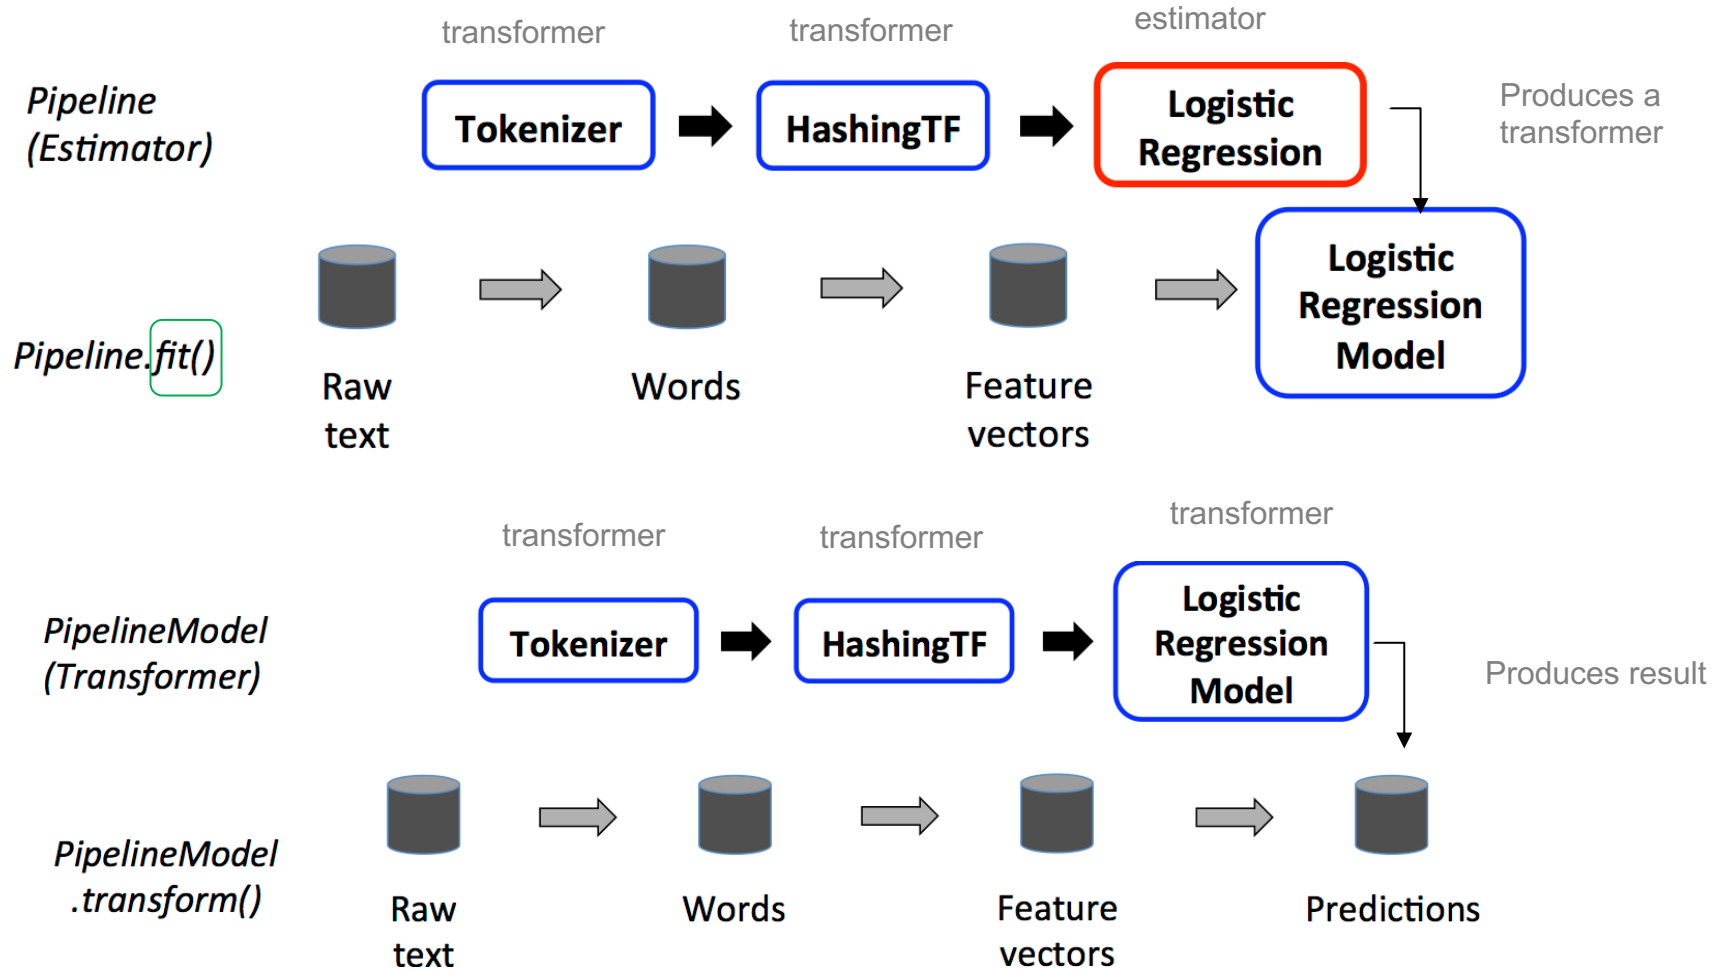 transformer
transformer
estimator
Pipeline
(Estimator)
Tokenizer
HashingTF
Logistic
Regression
Produces a
transformer
Pipeline.fit()
Raw
text
Words
Feature
vectors
Logistic
Regression
Model
transformer
transformer
transformer
PipelineModel
(Transformer)
Tokenizer
HashingTF
Logistic
Regression
Model
Produces result
PipelineModel
.transform()
Raw
text
Words
Feature
vectors
Predictions